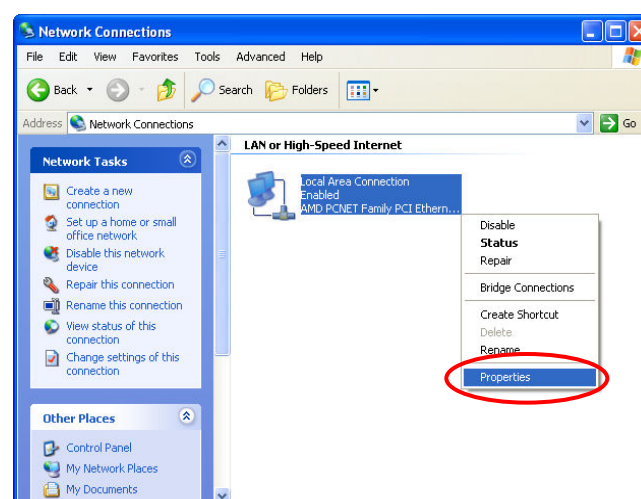 Network Connections
File Edit View Favorites Tools Advanced Help
Back Search Folders
Address Network Connections Go
Network Tasks
Create a new
connection
Set up a home or small
office network
Disable this network
device
Repair this connection
Rename this connection
View status of this
connection
Change settings of this
connection
Other Places
Control Panel
My Network Places
My Documents
LAN or High-Speed Internet
Local Area Connection
Enabled
AMD PCNET Family PCI Ethern...
Disable
Status
Repair
Bridge Connections
Create Shortcut
Delete
Rename
Properties